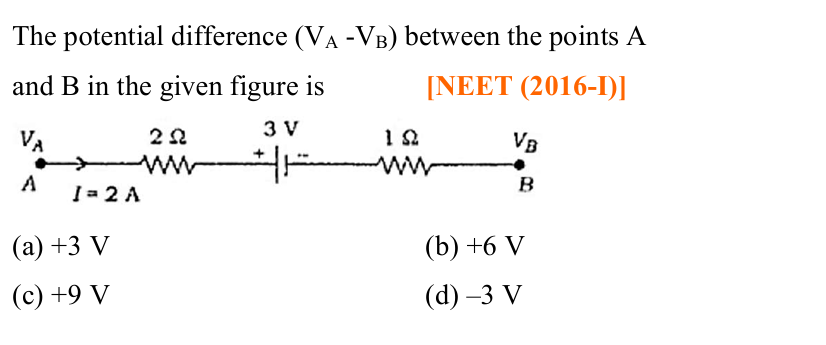 The potential difference (V_A -V_B) between the points A
and B in the given figure is [NEET (2016-I)]
V_A 2 Ω 3 V 1 Ω V_B
+ --
A I = 2 A B
(a) +3 V (b) +6 V
(c) +9 V (d) –3 V